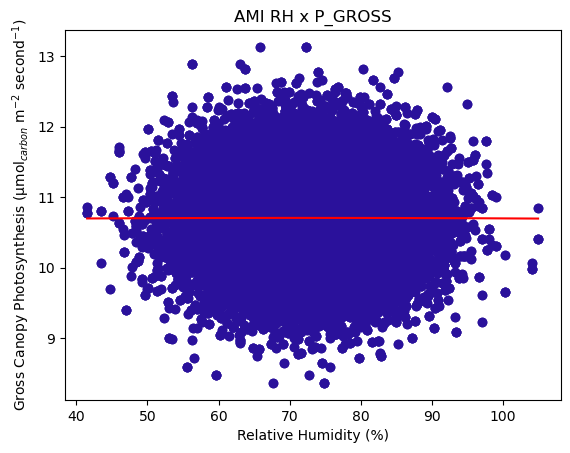 AMI RH x P_GROSS
Gross Canopy Photosynthesis (μmol_carbon m⁻² second⁻¹)
13
12
11
10
9
40 50 60 70 80 90 100
Relative Humidity (%)